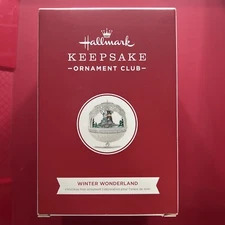 Hallmark
KEEPSAKE
-ORNAMENT CLUB-
WINTER WONDERLAND